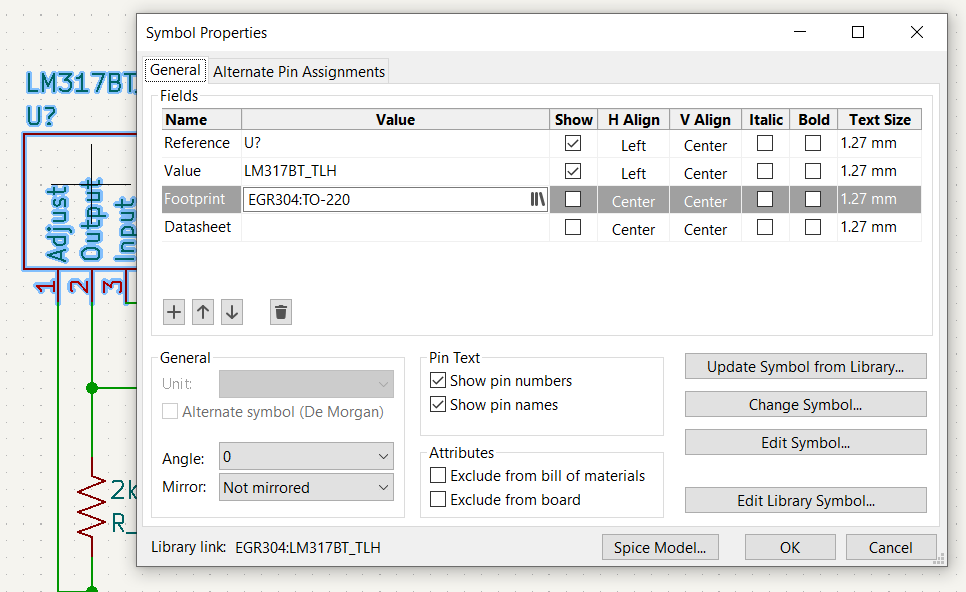 Symbol Properties
General
Alternate Pin Assignments
LM317BT_
U?
Adjust
Output
Input
1
2
3
2k
R_
Fields
Name Value Show H Align V Align Italic Bold Text Size
Reference U? Left Center 1.27 mm
Value LM317BT_TLH Left Center 1.27 mm
Footprint EGR304:TO-220 Center Center 1.27 mm
Datasheet Center Center 1.27 mm
General
Unit:
Alternate symbol (De Morgan)
Angle: 0
Mirror: Not mirrored
Pin Text
Show pin numbers
Show pin names
Attributes
Exclude from bill of materials
Exclude from board
Update Symbol from Library...
Change Symbol...
Edit Symbol...
Edit Library Symbol...
Library link: EGR304:LM317BT_TLH
Spice Model...
OK
Cancel